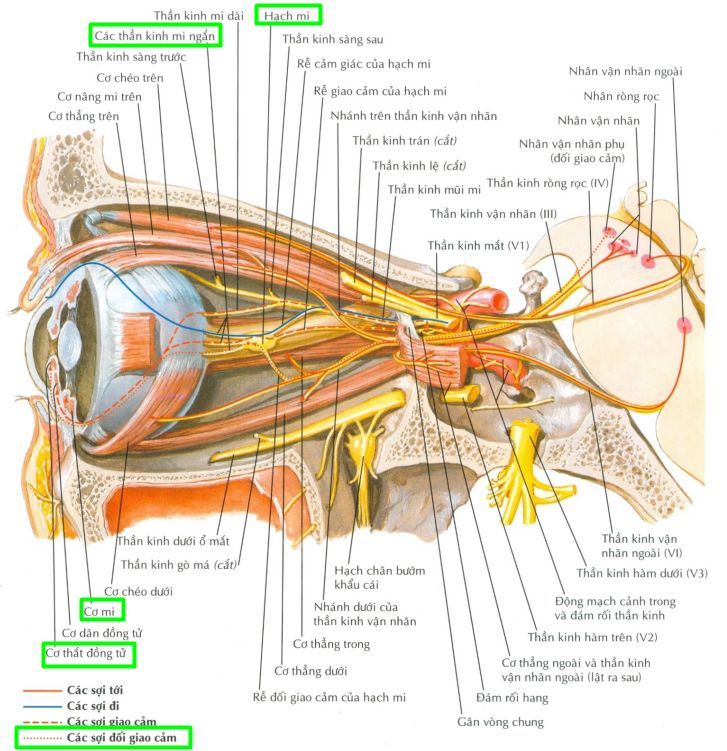 Thần kinh mi dài
Hạch mi
Các thần kinh mi ngắn
Thần kinh sàng sau
Thần kinh sàng trước
Rễ cảm giác của hạch mi
Cơ chéo trên
Rễ giao cảm của hạch mi
Cơ nâng mi trên
Cơ thẳng trên
Nhánh trên thần kinh vận nhãn
Thần kinh trán (cắt)
Thần kinh lệ (cắt)
Thần kinh mũi mi
Nhân vận nhãn ngoài
Nhân ròng rọc
Nhân vận nhãn
Nhân vận nhãn phụ
(đối giao cảm)
Thần kinh ròng rọc (IV)
Thần kinh vận nhãn (III)
Thần kinh mắt (V1)
Thần kinh dưới ổ mắt
Thần kinh gò má (cắt)
Cơ chéo dưới
Cơ mi
Cơ dãn đồng tử
Cơ thắt đồng tử
Hạch chân bướm
khẩu cái
Nhánh dưới của
thần kinh vận nhãn
Cơ thẳng trong
Cơ thẳng dưới
Rễ đối giao cảm của hạch mi
Thần kinh vận
nhãn ngoài (VI)
Thần kinh hàm dưới (V3)
Động mạch cảnh trong
và đám rối thần kinh
Thần kinh hàm trên (V2)
Cơ thẳng ngoài và thần kinh
vận nhãn ngoài (lật ra sau)
Đám rối hang
Gân vòng chung
Các sợi tới
Các sợi đi
Các sợi giao cảm
Các sợi đối giao cảm